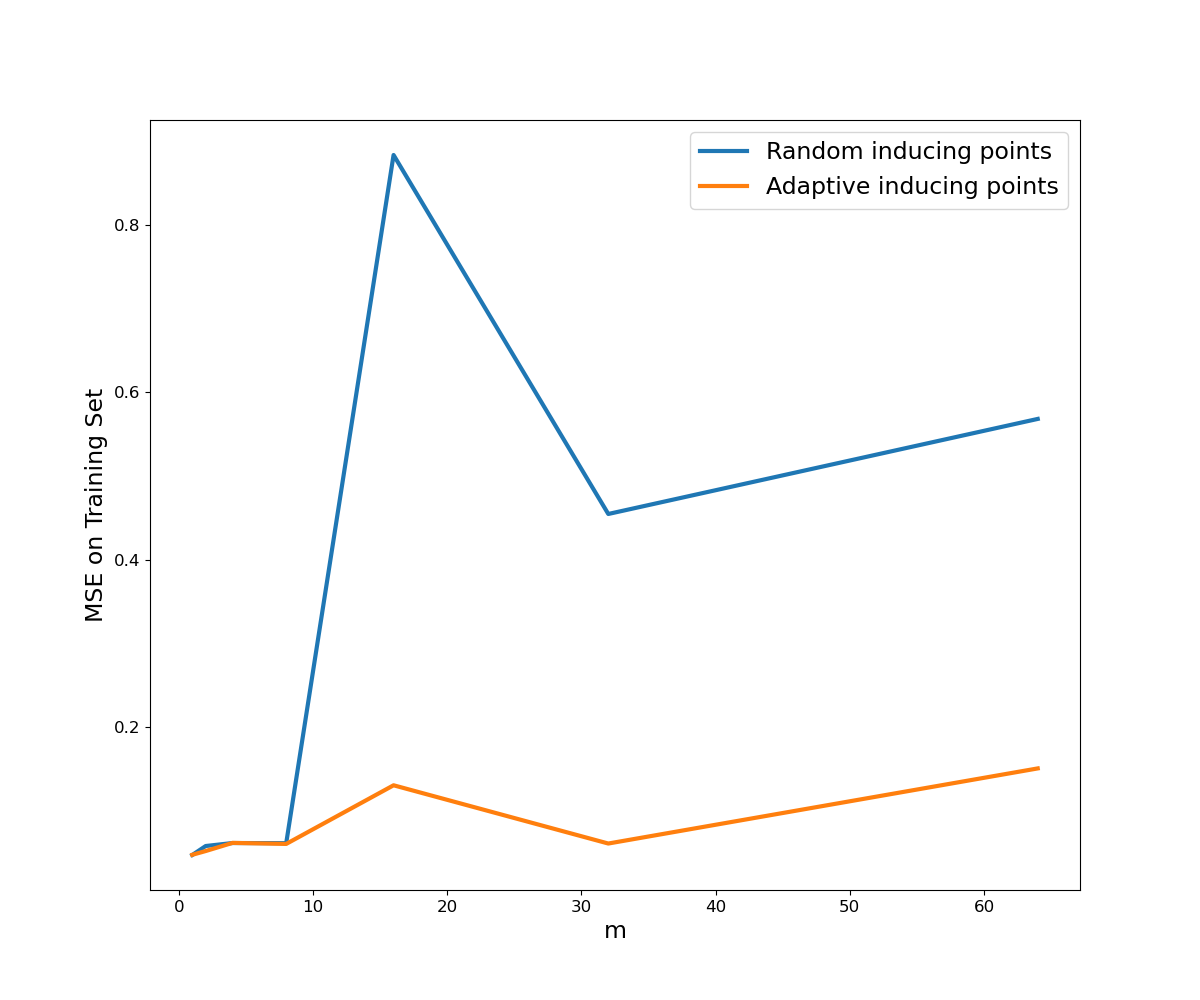 Random inducing points
Adaptive inducing points
MSE on Training Set
0.8
0.6
0.4
0.2
0 10 20 30 40 50 60
m